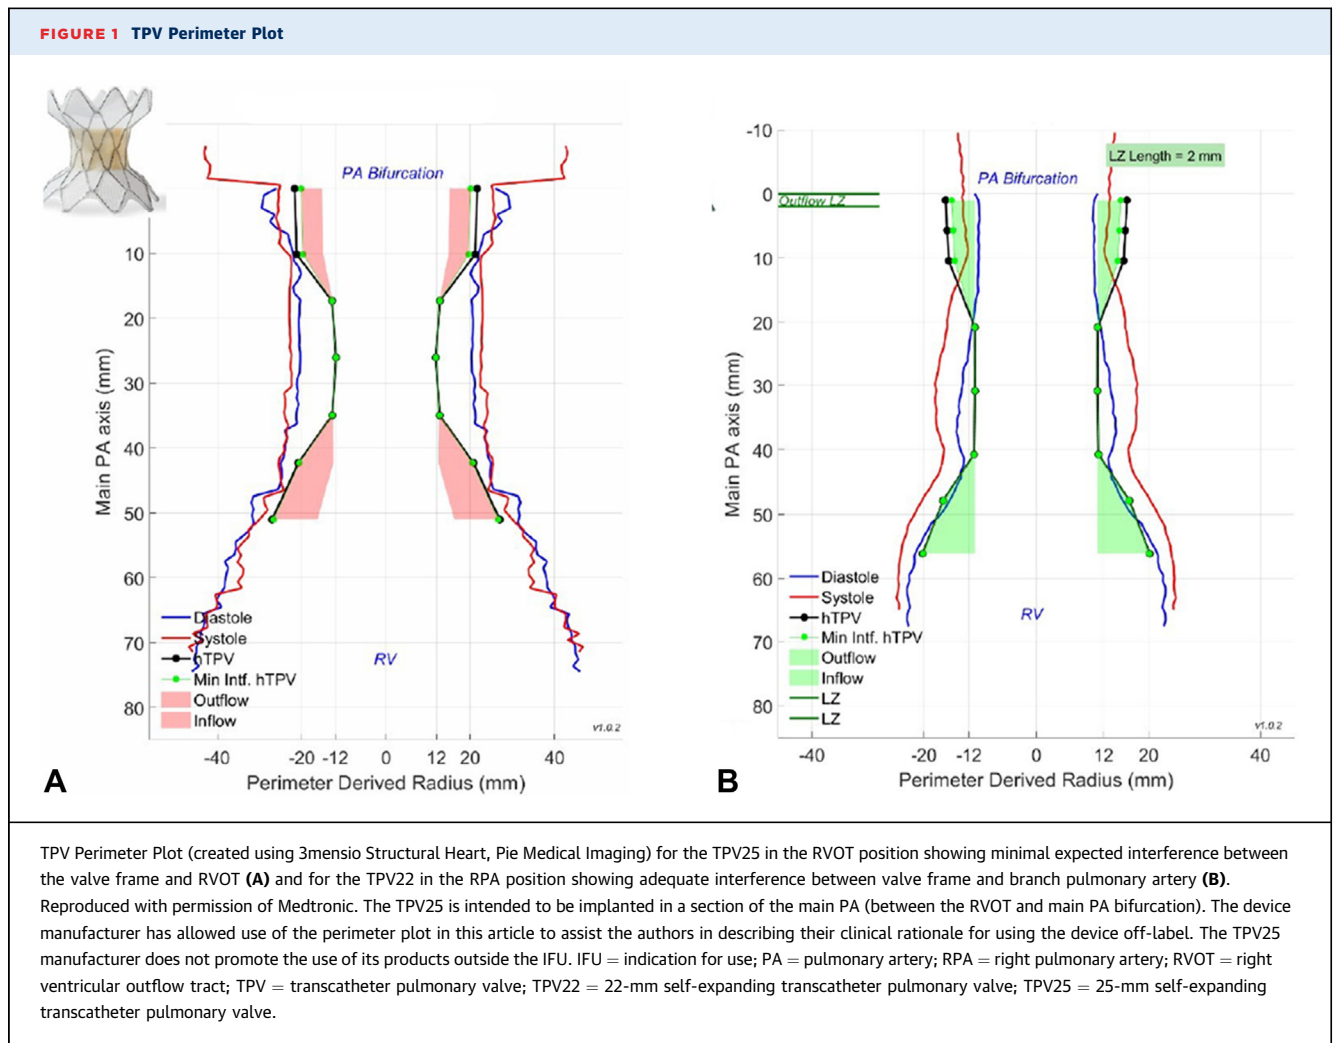 FIGURE 1 TPV Perimeter Plot
PA Bifurcation
10
20
30
40
50
60
70
80
Main PA axis (mm)
RV
Diastole
Systole
hTPV
Min Intf. hTPV
Outflow
Inflow
v1.0.2
-40 -20 -12 0 12 20 40
Perimeter Derived Radius (mm)
A
-10
0
10
20
30
40
50
60
70
80
Main PA axis (mm)
LZ Length = 2 mm
PA Bifurcation
Outflow LZ
RV
Diastole
Systole
hTPV
Min Intf. hTPV
Outflow
Inflow
LZ
LZ
v1.0.2
-40 -20 -12 0 12 20 40
Perimeter Derived Radius (mm)
B
TPV Perimeter Plot (created using 3mensio Structural Heart, Pie Medical Imaging) for the TPV25 in the RVOT position showing minimal expected interference between
the valve frame and RVOT (A) and for the TPV22 in the RPA position showing adequate interference between valve frame and branch pulmonary artery (B).
Reproduced with permission of Medtronic. The TPV25 is intended to be implanted in a section of the main PA (between the RVOT and main PA bifurcation). The device
manufacturer has allowed use of the perimeter plot in this article to assist the authors in describing their clinical rationale for using the device off-label. The TPV25
manufacturer does not promote the use of its products outside the IFU. IFU = indication for use; PA = pulmonary artery; RPA = right pulmonary artery; RVOT = right
ventricular outflow tract; TPV = transcatheter pulmonary valve; TPV22 = 22-mm self-expanding transcatheter pulmonary valve; TPV25 = 25-mm self-expanding
transcatheter pulmonary valve.